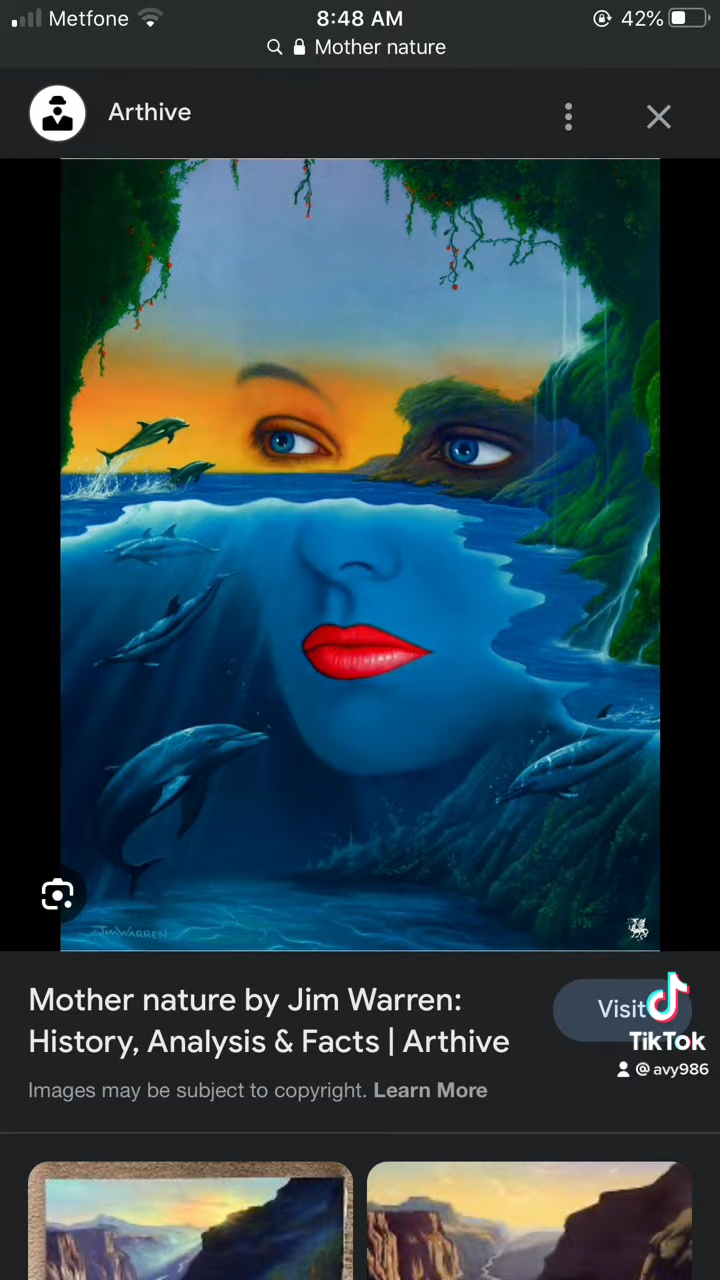 Metfone 8:48 AM 42%
Mother nature
Arthive
JIM WARREN
Mother nature by Jim Warren:
History, Analysis & Facts | Arthive
Visit
Images may be subject to copyright. Learn More
TikTok
@avy986